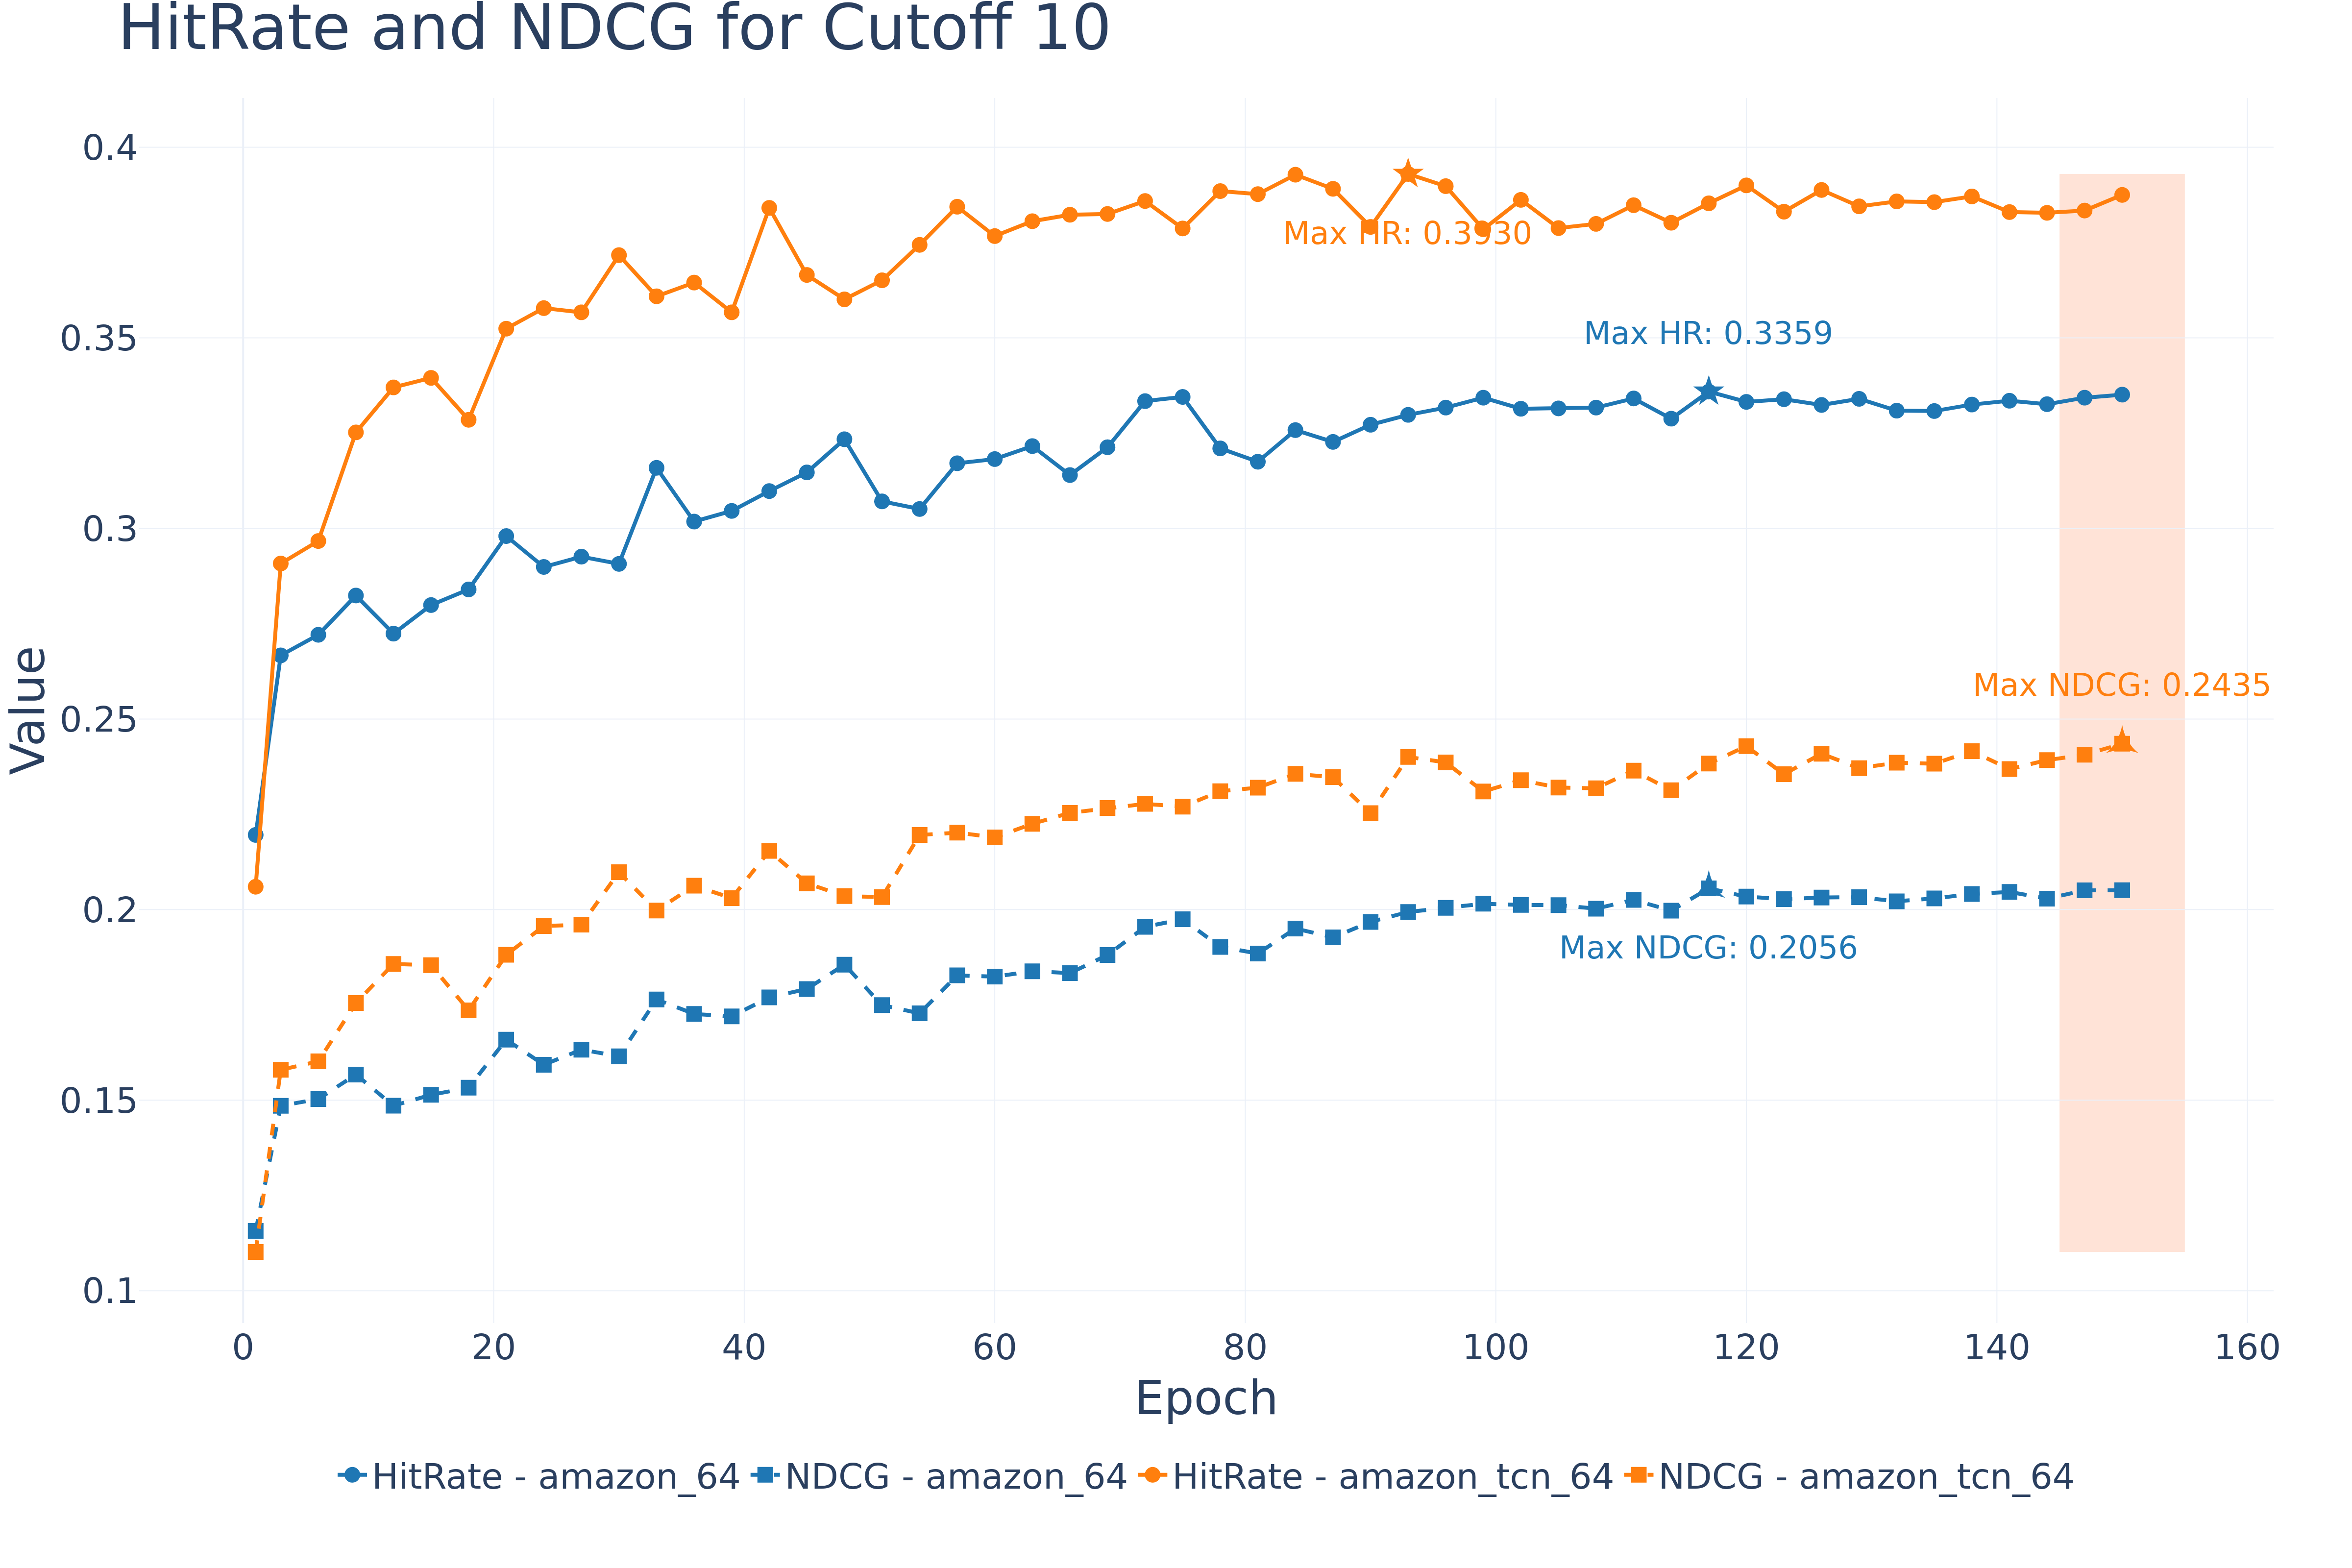 HitRate and NDCG for Cutoff 10
0.4
Max HR: 0.3930
0.35
Max HR: 0.3359
0.3
Max NDCG: 0.2435
0.25
Value
0.2
Max NDCG: 0.2056
0.15
0.1
0 20 40 60 80 100 120 140 160
Epoch
HitRate - amazon_64 NDCG - amazon_64 HitRate - amazon_tcn_64 NDCG - amazon_tcn_64